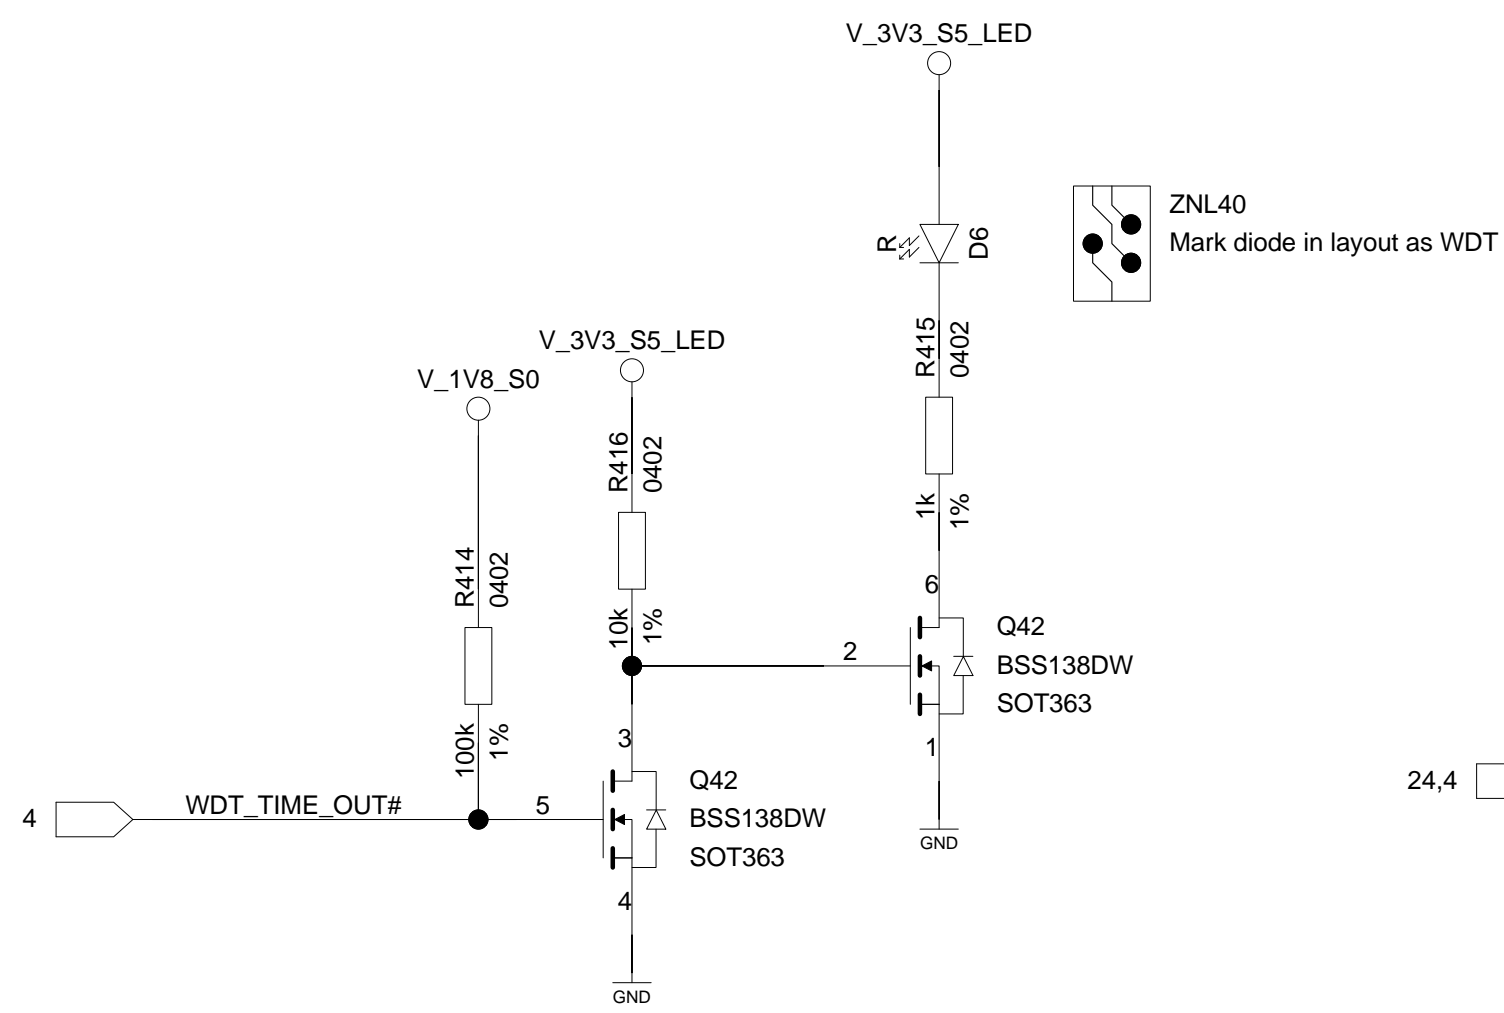 V_3V3_S5_LED
ZNL40
Mark diode in layout as WDT
R
D6
R415
0402
1k
1%
V_3V3_S5_LED
V_1V8_S0
R416
0402
10k
1%
R414
0402
100k
1%
6
Q42
BSS138DW
SOT363
2
1
GND
3
Q42
BSS138DW
SOT363
4
WDT_TIME_OUT#
5
4
GND
24,4